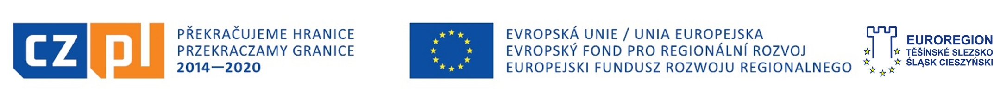 CZ pl
PŘEKRAČUJEME HRANICE
PRZEKRACZAMY GRANICE
2014—2020
EVROPSKÁ UNIE / UNIA EUROPEJSKA
EVROPSKÝ FOND PRO REGIONÁLNÍ ROZVOJ
EUROPEJSKI FUNDUSZ ROZWOJU REGIONALNEGO
EUROREGION
TĚŠÍNSKÉ SLEZSKO
ŚLĄSK CIESZYŃSKI